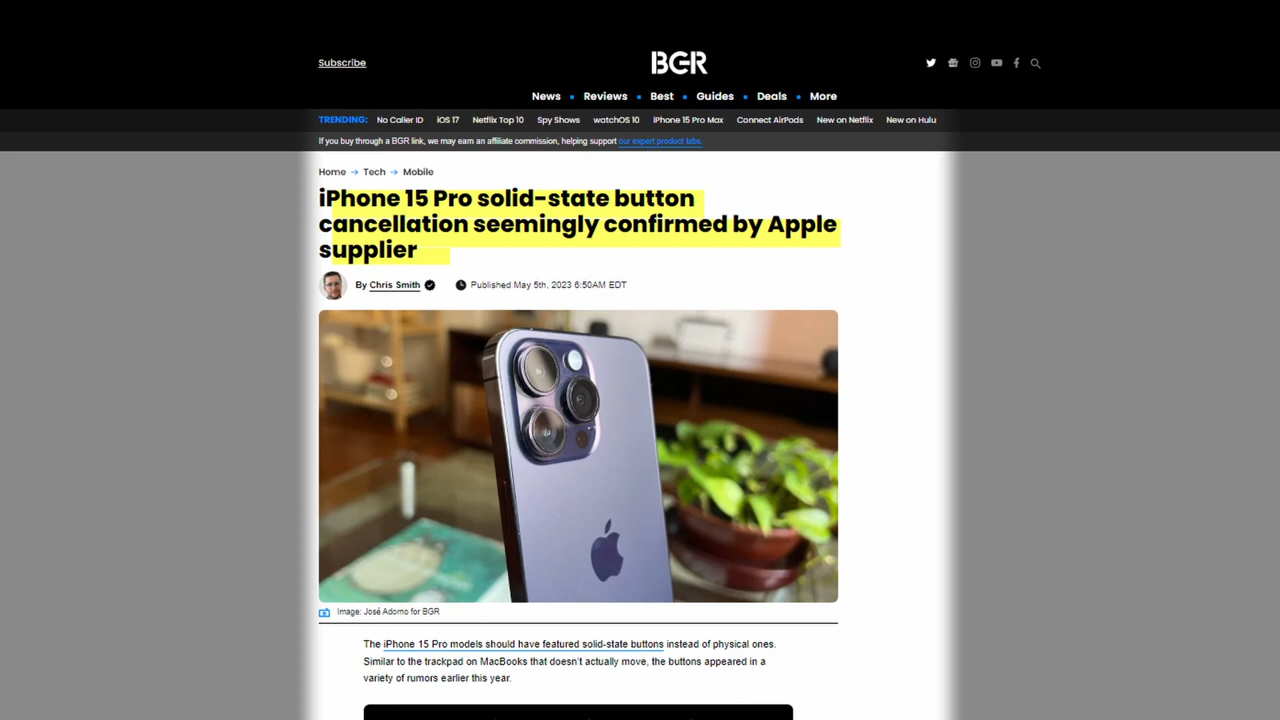 Subscribe
BGR
News Reviews Best Guides Deals More
TRENDING: No Caller ID iOS 17 Netflix Top 10 Spy Shows watchOS 10 iPhone 15 Pro Max Connect AirPods New on Netflix New on Hulu
If you buy through a BGR link, we may earn an affiliate commission, helping support our expert product labs.
Home → Tech → Mobile
iPhone 15 Pro solid-state button
cancellation seemingly confirmed by Apple
supplier
By Chris Smith Published May 5th, 2023 6:50AM EDT
Image: José Adorno for BGR
The iPhone 15 Pro models should have featured solid-state buttons instead of physical ones.
Similar to the trackpad on MacBooks that doesn't actually move, the buttons appeared in a
variety of rumors earlier this year.